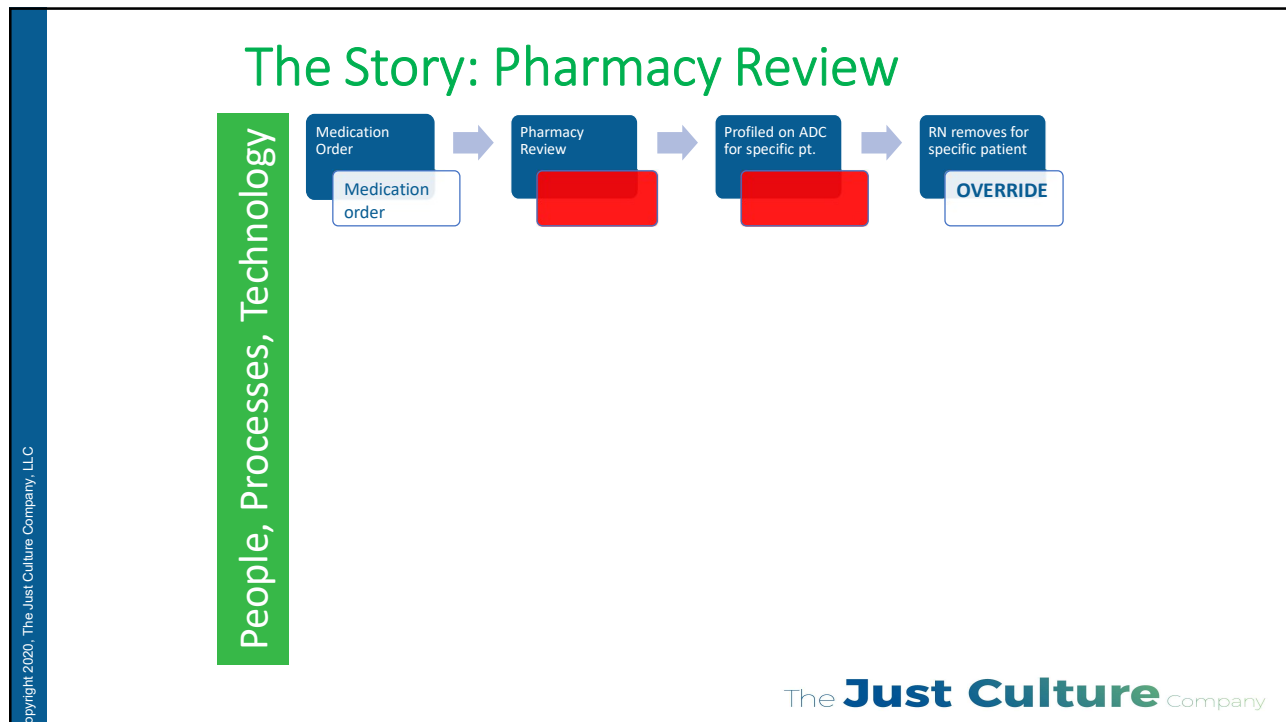 The Story: Pharmacy Review
People, Processes, Technology
Medication
Order
Medication
order
Pharmacy
Review
Profiled on ADC
for specific pt.
RN removes for
specific patient
OVERRIDE
opyright 2020, The Just Culture Company, LLC
The Just Culture Company